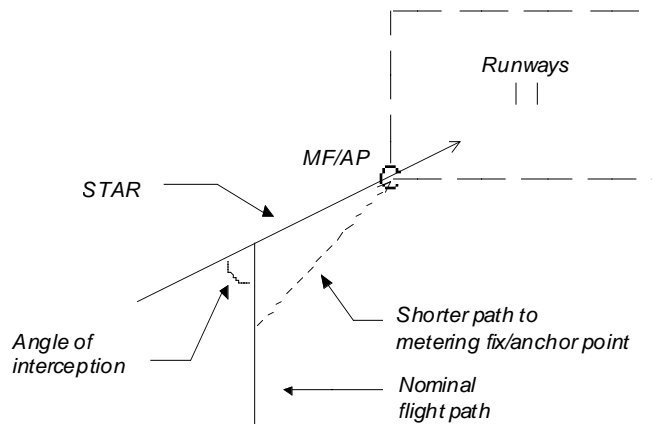 Runways
MF/AP
STAR
Angle of
interception
Shorter path to
metering fix/anchor point
Nominal
flight path